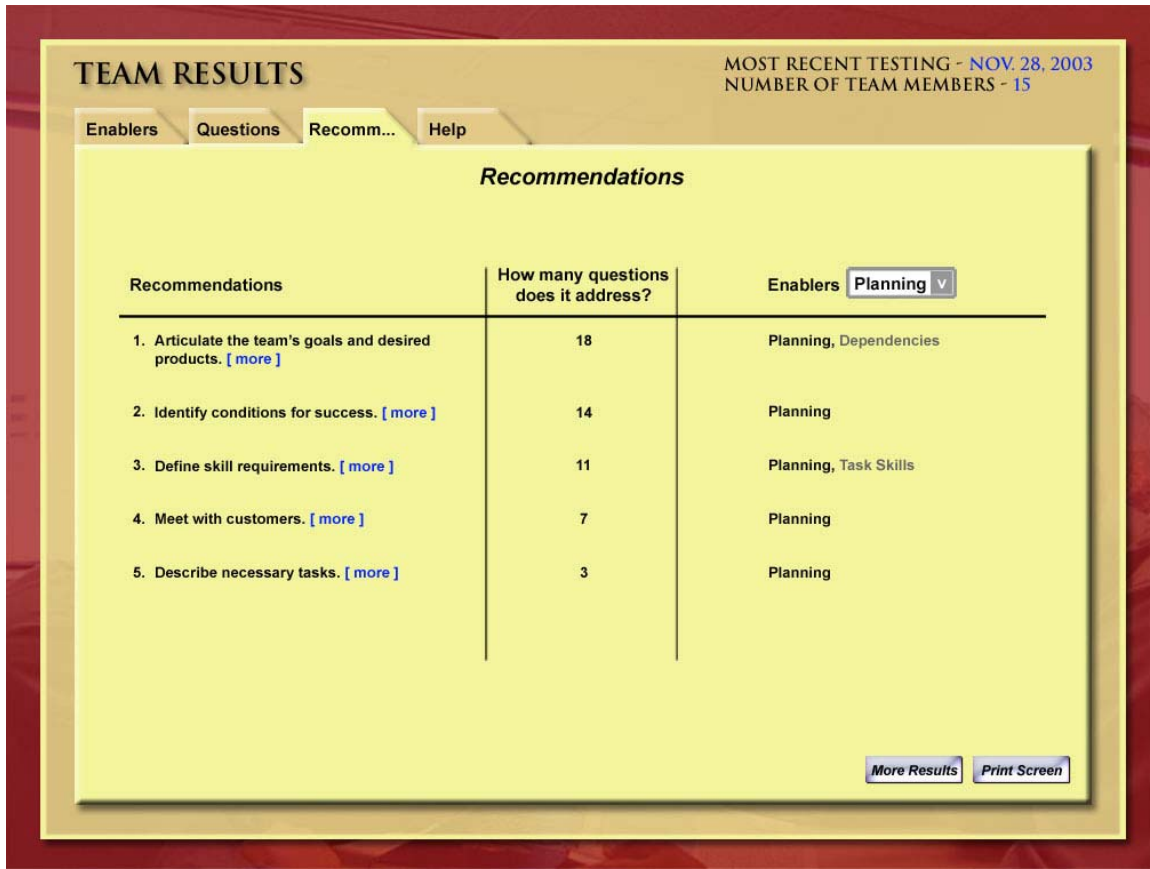 TEAM RESULTS
MOST RECENT TESTING - NOV. 28, 2003
NUMBER OF TEAM MEMBERS - 15
Enablers Questions Recomm... Help
Recommendations
Recommendations
How many questions
does it address?
Enablers Planning v
1. Articulate the team's goals and desired
products. [ more ]
18
Planning, Dependencies
2. Identify conditions for success. [ more ] 14 Planning
3. Define skill requirements. [ more ] 11 Planning, Task Skills
4. Meet with customers. [ more ] 7 Planning
5. Describe necessary tasks. [ more ] 3 Planning
More Results Print Screen